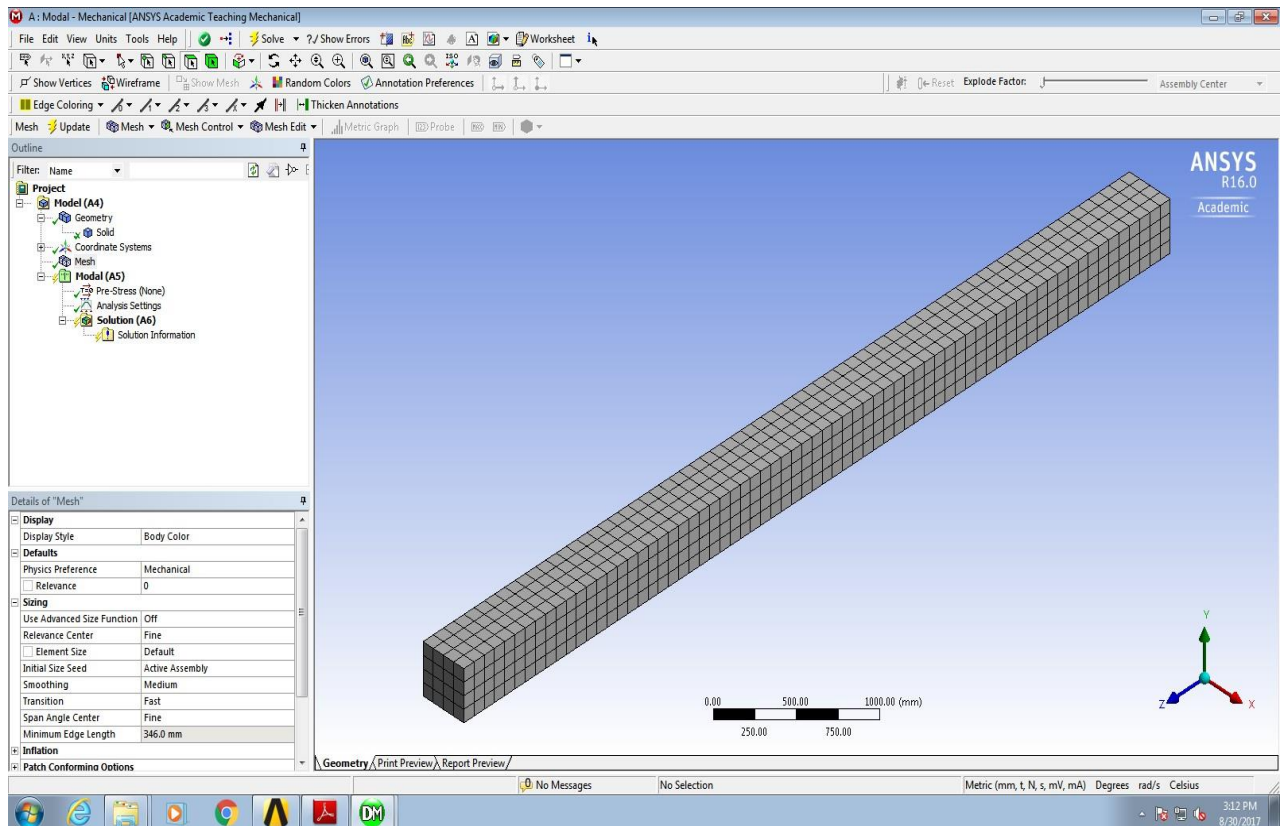 A : Modal - Mechanical [ANSYS Academic Teaching Mechanical]
File Edit View Units Tools Help Solve ?/ Show Errors Worksheet
Show Vertices Wireframe Show Mesh Random Colors Annotation Preferences Reset Explode Factor: Assembly Center
Edge Coloring Thicken Annotations
Mesh Update Mesh Mesh Control Mesh Edit Metric Graph Probe
Outline
Filter: Name
Project
Model (A4)
Geometry
Solid
Coordinate Systems
Mesh
Modal (A5)
Pre-Stress (None)
Analysis Settings
Solution (A6)
Solution Information
Details of "Mesh"
Display
Display Style Body Color
Defaults
Physics Preference Mechanical
Relevance 0
Sizing
Use Advanced Size Function Off
Relevance Center Fine
Element Size Default
Initial Size Seed Active Assembly
Smoothing Medium
Transition Fast
Span Angle Center Fine
Minimum Edge Length 346.0 mm
Inflation
Patch Conforming Options
ANSYS
R16.0
Academic
0.00 500.00 1000.00 (mm)
250.00 750.00
Y
Z X
Geometry Print Preview Report Preview
No Messages No Selection Metric (mm, t, N, s, mV, mA) Degrees rad/s Celsius
DM
3:12 PM
8/30/2017